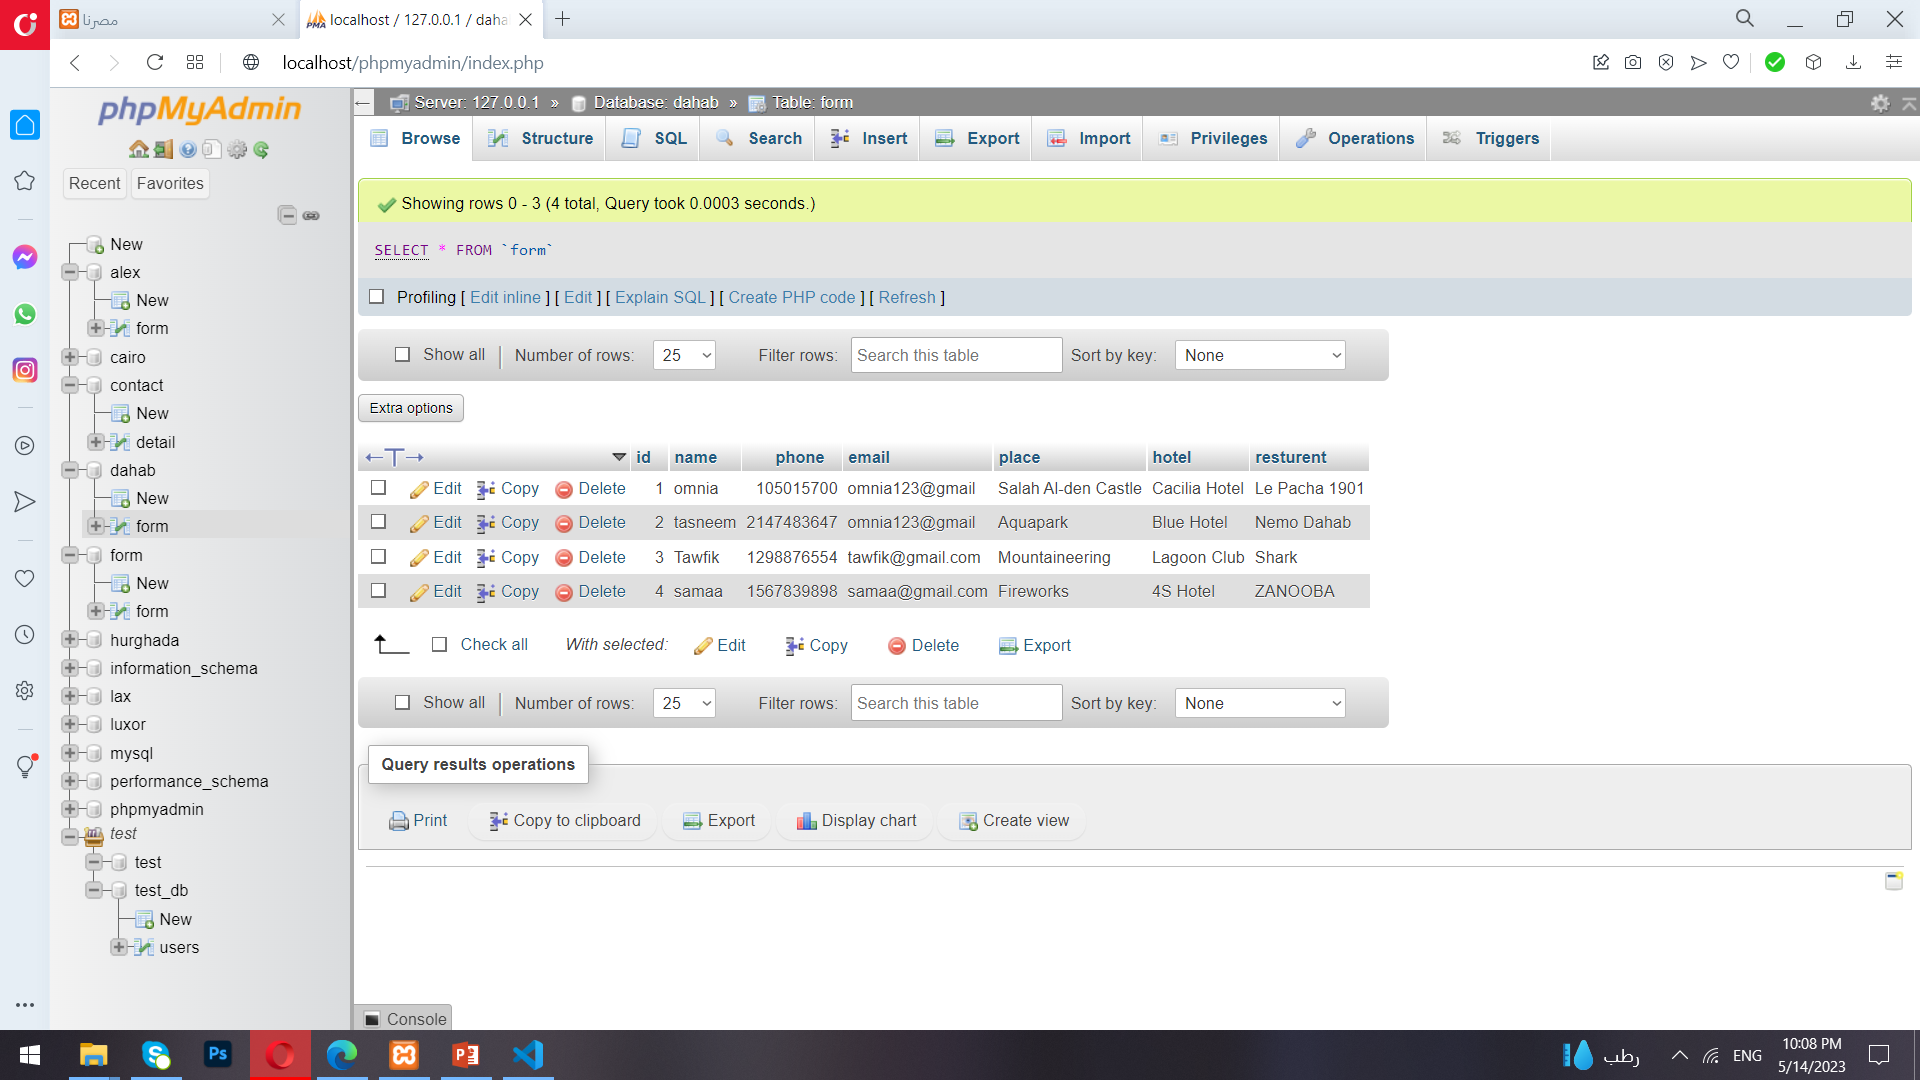 مصرنا
localhost / 127.0.0.1 / daha
localhost/phpmyadmin/index.php
phpMyAdmin
Recent
Favorites
New
alex
New
form
cairo
contact
New
detail
dahab
New
form
form
New
form
hurghada
information_schema
lax
luxor
mysql
performance_schema
phpmyadmin
test
test
test_db
New
users
Server: 127.0.0.1 » Database: dahab » Table: form
Browse Structure SQL Search Insert Export Import Privileges Operations Triggers
Showing rows 0 - 3 (4 total, Query took 0.0003 seconds.)
SELECT * FROM `form`
Profiling [ Edit inline ] [ Edit ] [ Explain SQL ] [ Create PHP code ] [ Refresh ]
Show all Number of rows: 25 Filter rows: Search this table Sort by key: None
Extra options
←T→ id name phone email place hotel resturent
Edit Copy Delete 1 omnia 105015700 omnia123@gmail Salah Al-den Castle Cacilia Hotel Le Pacha 1901
Edit Copy Delete 2 tasneem 2147483647 omnia123@gmail Aquapark Blue Hotel Nemo Dahab
Edit Copy Delete 3 Tawfik 1298876554 tawfik@gmail.com Mountaineering Lagoon Club Shark
Edit Copy Delete 4 samaa 1567839898 samaa@gmail.com Fireworks 4S Hotel ZANOOBA
Check all With selected: Edit Copy Delete Export
Show all Number of rows: 25 Filter rows: Search this table Sort by key: None
Query results operations
Print Copy to clipboard Export Display chart Create view
Console
Ps
رطب
ENG
10:08 PM
5/14/2023